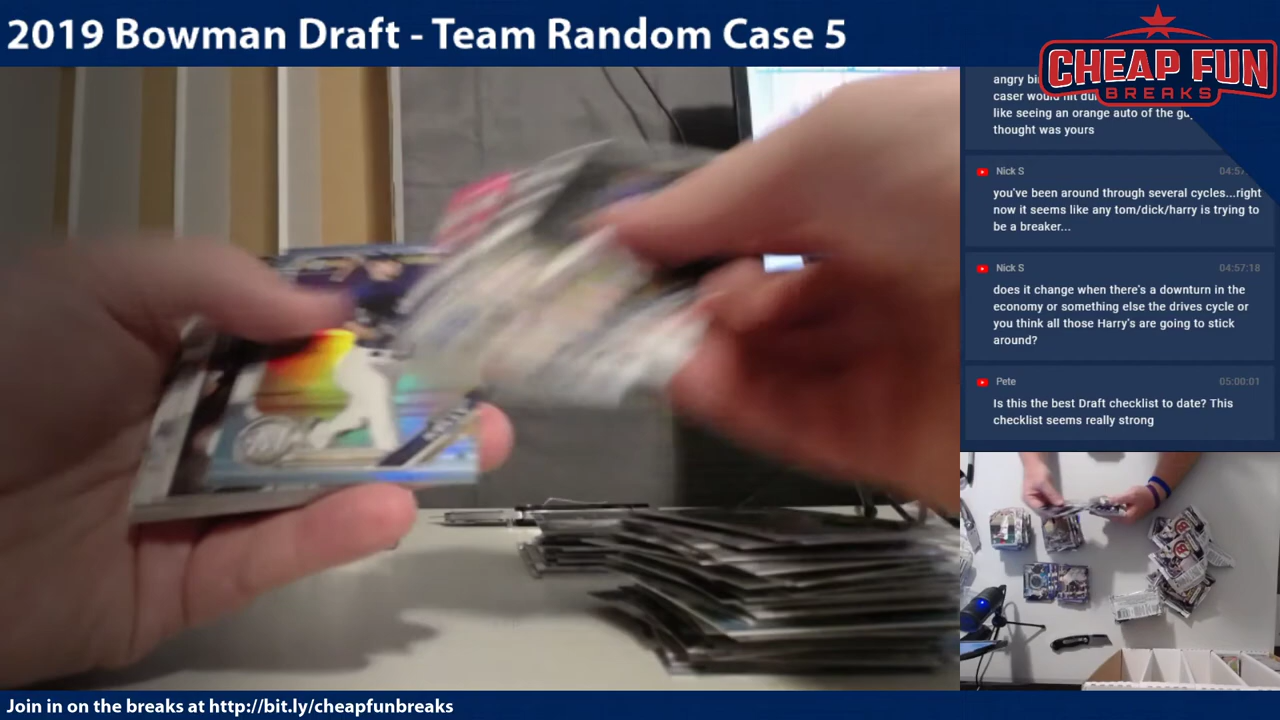 2019 Bowman Draft - Team Random Case 5
CHEAP FUN
BREAKS
angry
caser would hit
like seeing an orange auto of the
thought was yours
Nick S 04:57
you've been around through several cycles...right
now it seems like any tom/dick/harry is trying to
be a breaker...
Nick S 04:57:18
does it change when there's a downturn in the
economy or something else the drives cycle or
you think all those Harry's are going to stick
around?
Pete 05:00:01
Is this the best Draft checklist to date? This
checklist seems really strong
Join in on the breaks at http://bit.ly/cheapfunbreaks